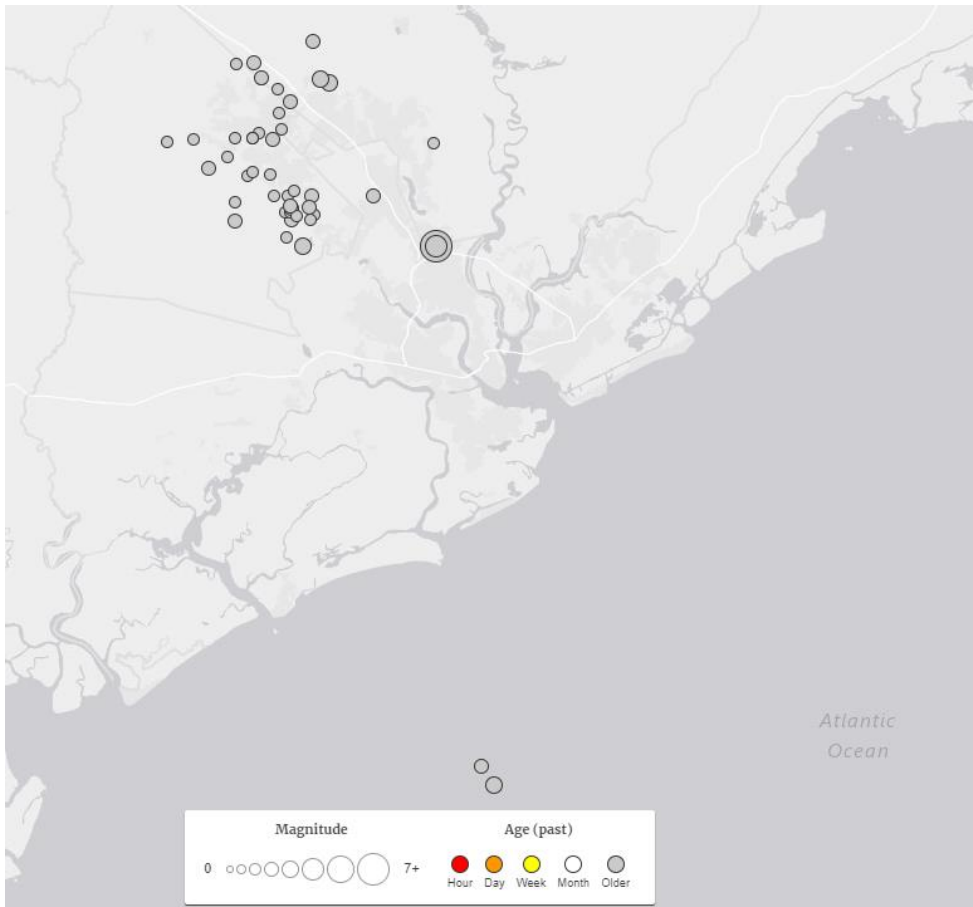 Atlantic
Ocean
Magnitude
Age (past)
0
7+
Hour
Day
Week
Month
Older